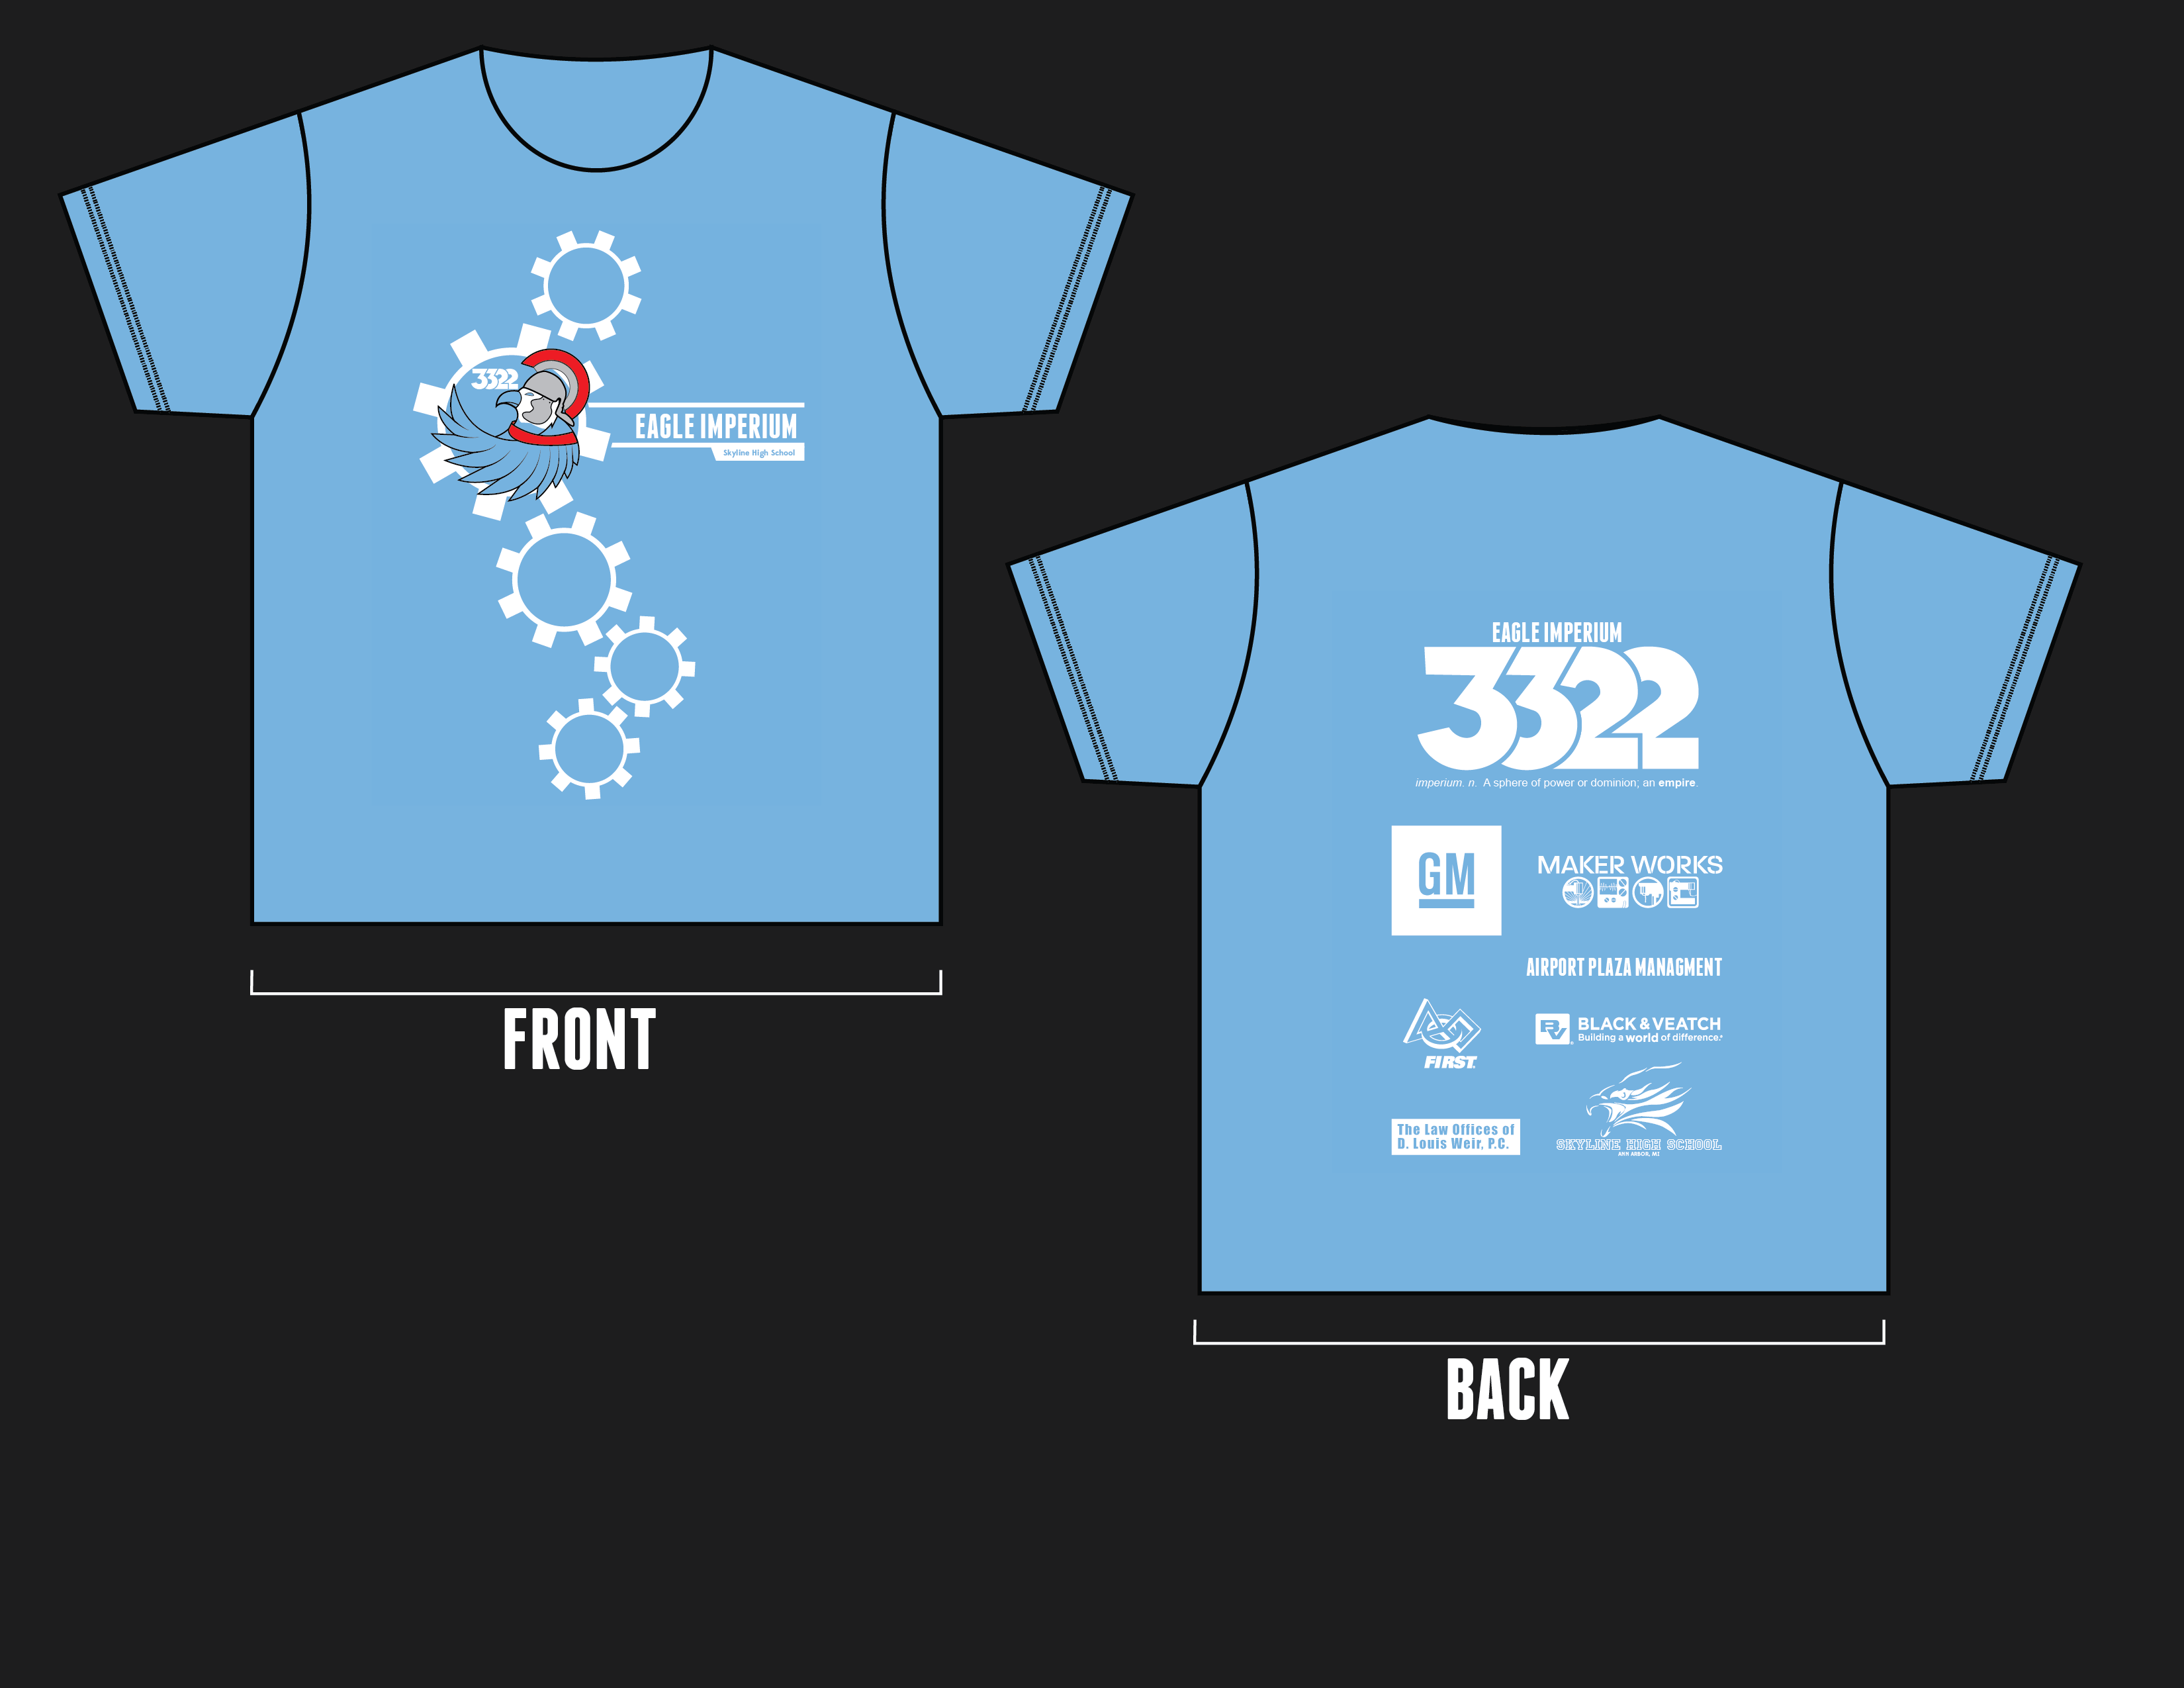 3322
EAGLE IMPERIUM
Skyline High School
FRONT
EAGLE IMPERIUM
3322
imperium. n. A sphere of power or dominion; an empire.
GM
MAKER WORKS
AIRPORT PLAZA MANAGMENT
FIRST
BV BLACK & VEATCH
Building a world of difference.
The Law Offices of
D. Louis Weir, P.C.
SKYLINE HIGH SCHOOL
ANN ARBOR, MI
BACK